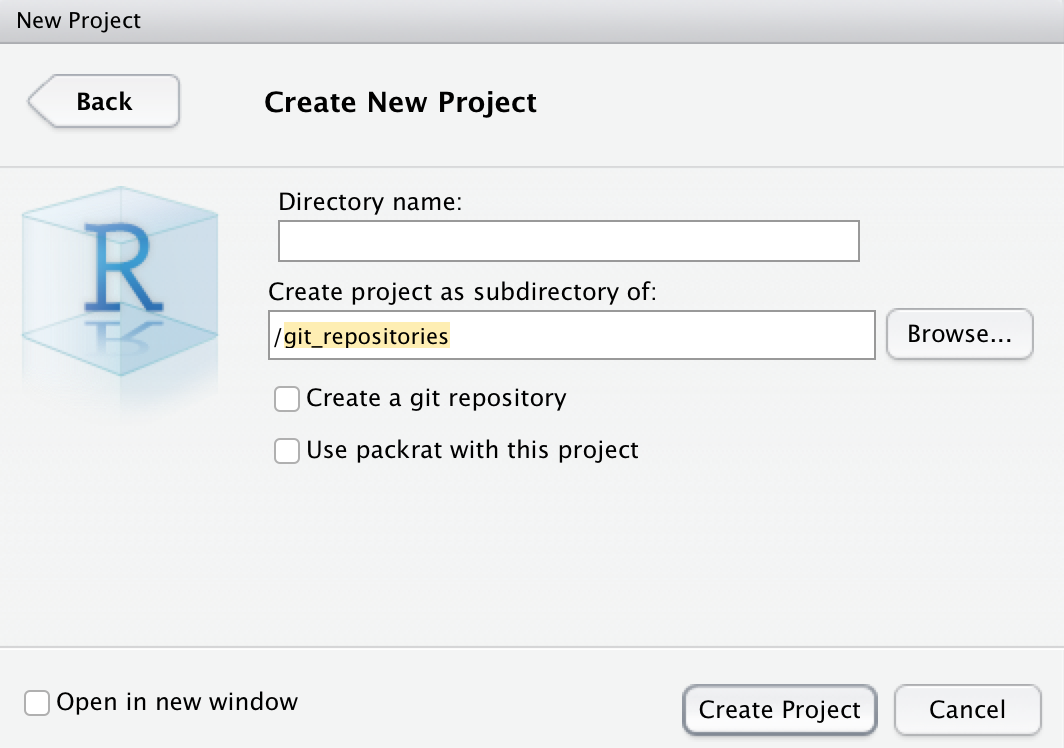 New Project
Back
Create New Project
R
Directory name:
Create project as subdirectory of:
/git_repositories
Browse...
Create a git repository
Use packrat with this project
Open in new window
Create Project
Cancel